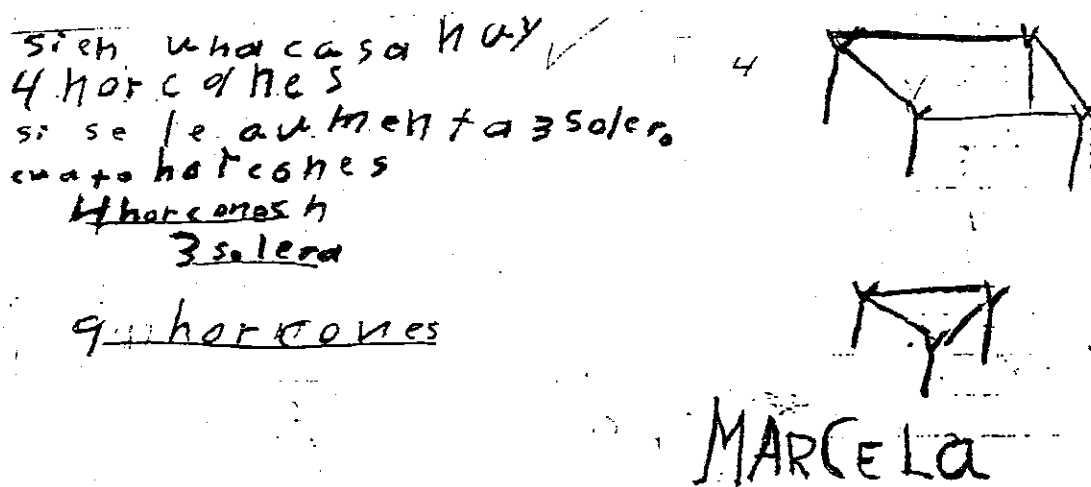 si en una casa hay
4 horcones
si se le aumenta 3 solera
cuato horcones
4 horcones h
3 solera
9 horcones
4
MARCELa